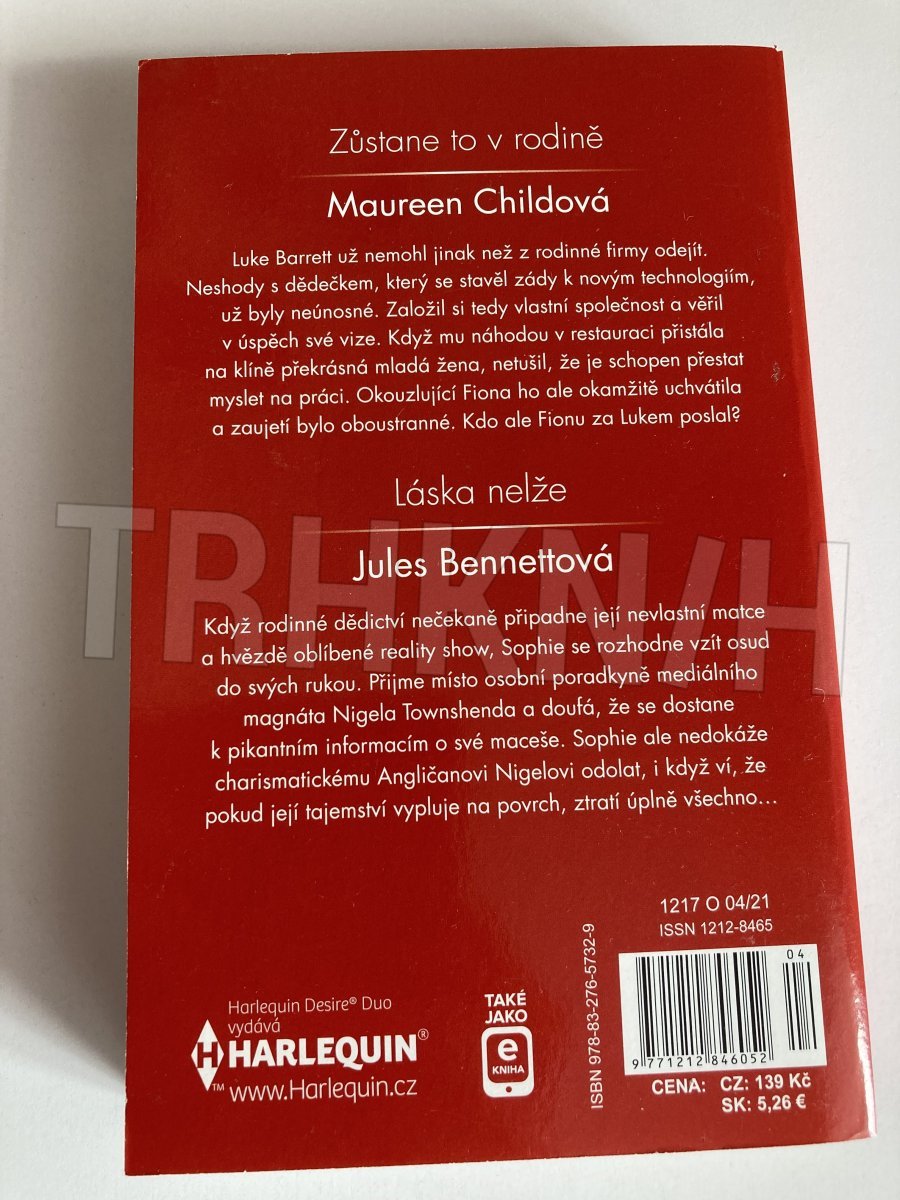 Zůstane to v rodině
Maureen Childová
Luke Barrett už nemohl jinak než z rodinné firmy odejít.
Neshody s dědečkem, který se stavěl zády k novým technologiím,
už byly neúnosné. Založil si tedy vlastní společnost a věřil
v úspěch své vize. Když mu náhodou v restauraci přistála
na klíně překrásná mladá žena, netušil, že je schopen přestat
myslet na práci. Okouzlující Fiona ho ale okamžitě uchvátila
a zaujetí bylo oboustranné. Kdo ale Fionu za Lukem poslal?
Láska nelže
Jules Bennettová
Když rodinné dědictví nečekaně připadne její nevlastní matce
a hvězdě oblíbené reality show, Sophie se rozhodne vzít osud
do svých rukou. Přijme místo osobní poradkyně mediálního
magnáta Nigela Townshenda a doufá, že se dostane
k pikantním informacím o své maceše. Sophie ale nedokáže
charismatickému Angličanovi Nigelovi odolat, i když ví, že
pokud její tajemství vypluje na povrch, ztratí úplně všechno...
TRHKNIH
1217 O 04/21
ISSN 1212-8465
04
9 771212 846052
CENA: CZ: 139 Kč
SK: 5,26 €
ISBN 978-83-276-5732-9
TAKÉ
JAKO
e
KNIHA
Harlequin Desire® Duo
vydává
H HARLEQUIN®
TM
www.Harlequin.cz